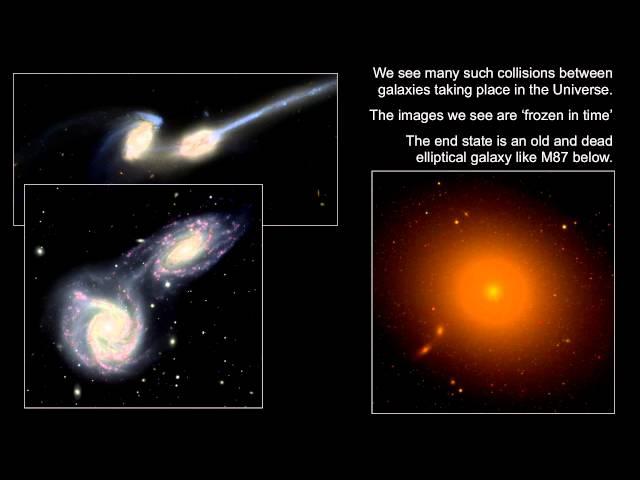 We see many such collisions between
galaxies taking place in the Universe.
The images we see are ‘frozen in time’
The end state is an old and dead
elliptical galaxy like M87 below.